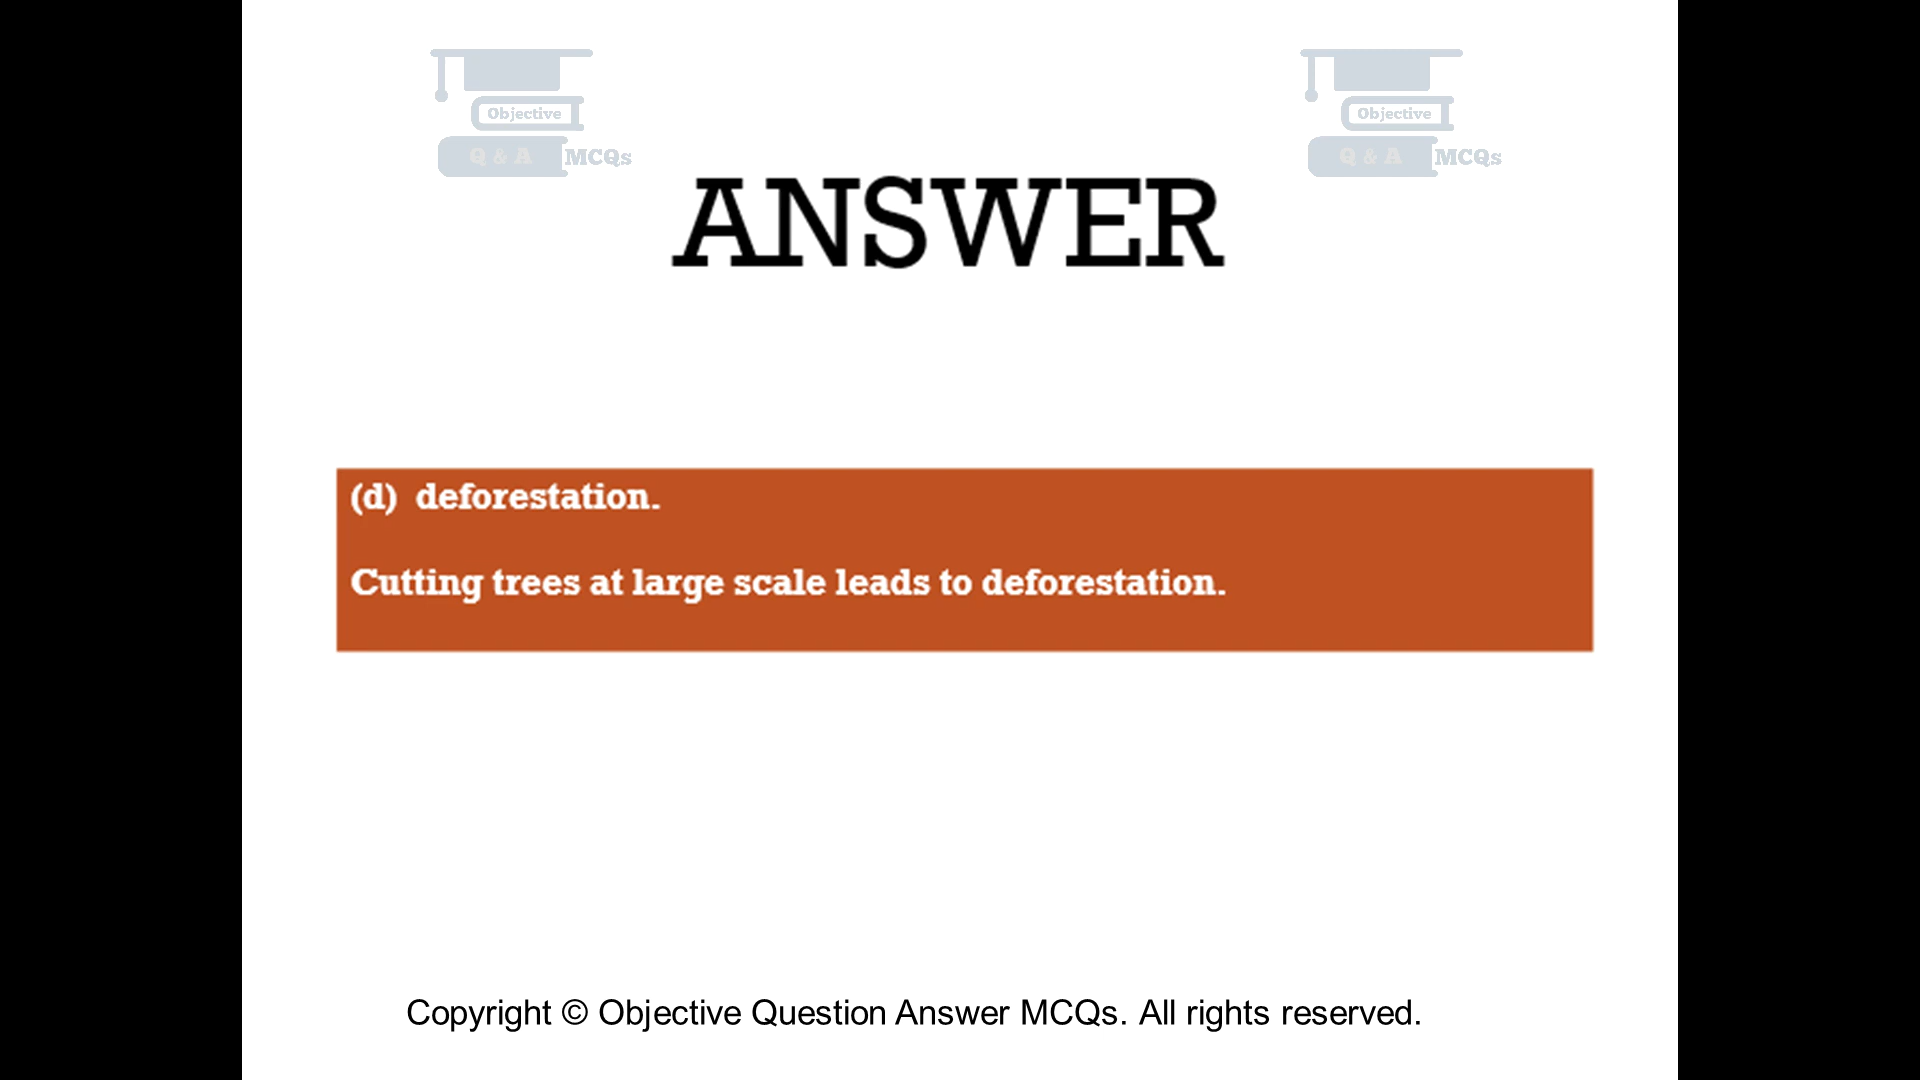 Objective
Q & A MCQs
Objective
Q & A MCQs
ANSWER
(d) deforestation.
Cutting trees at large scale leads to deforestation.
Copyright © Objective Question Answer MCQs. All rights reserved.